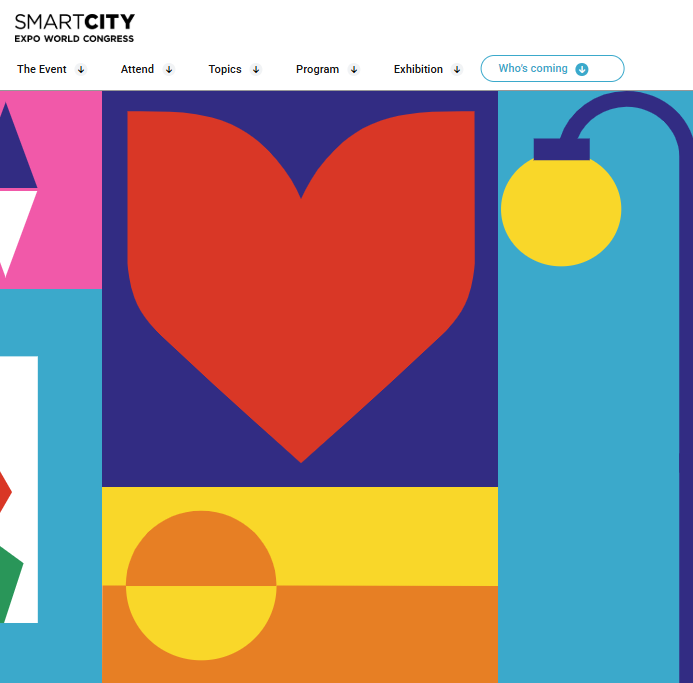 SMARTCITY
EXPO WORLD CONGRESS
The Event
Attend
Topics
Program
Exhibition
Who's coming